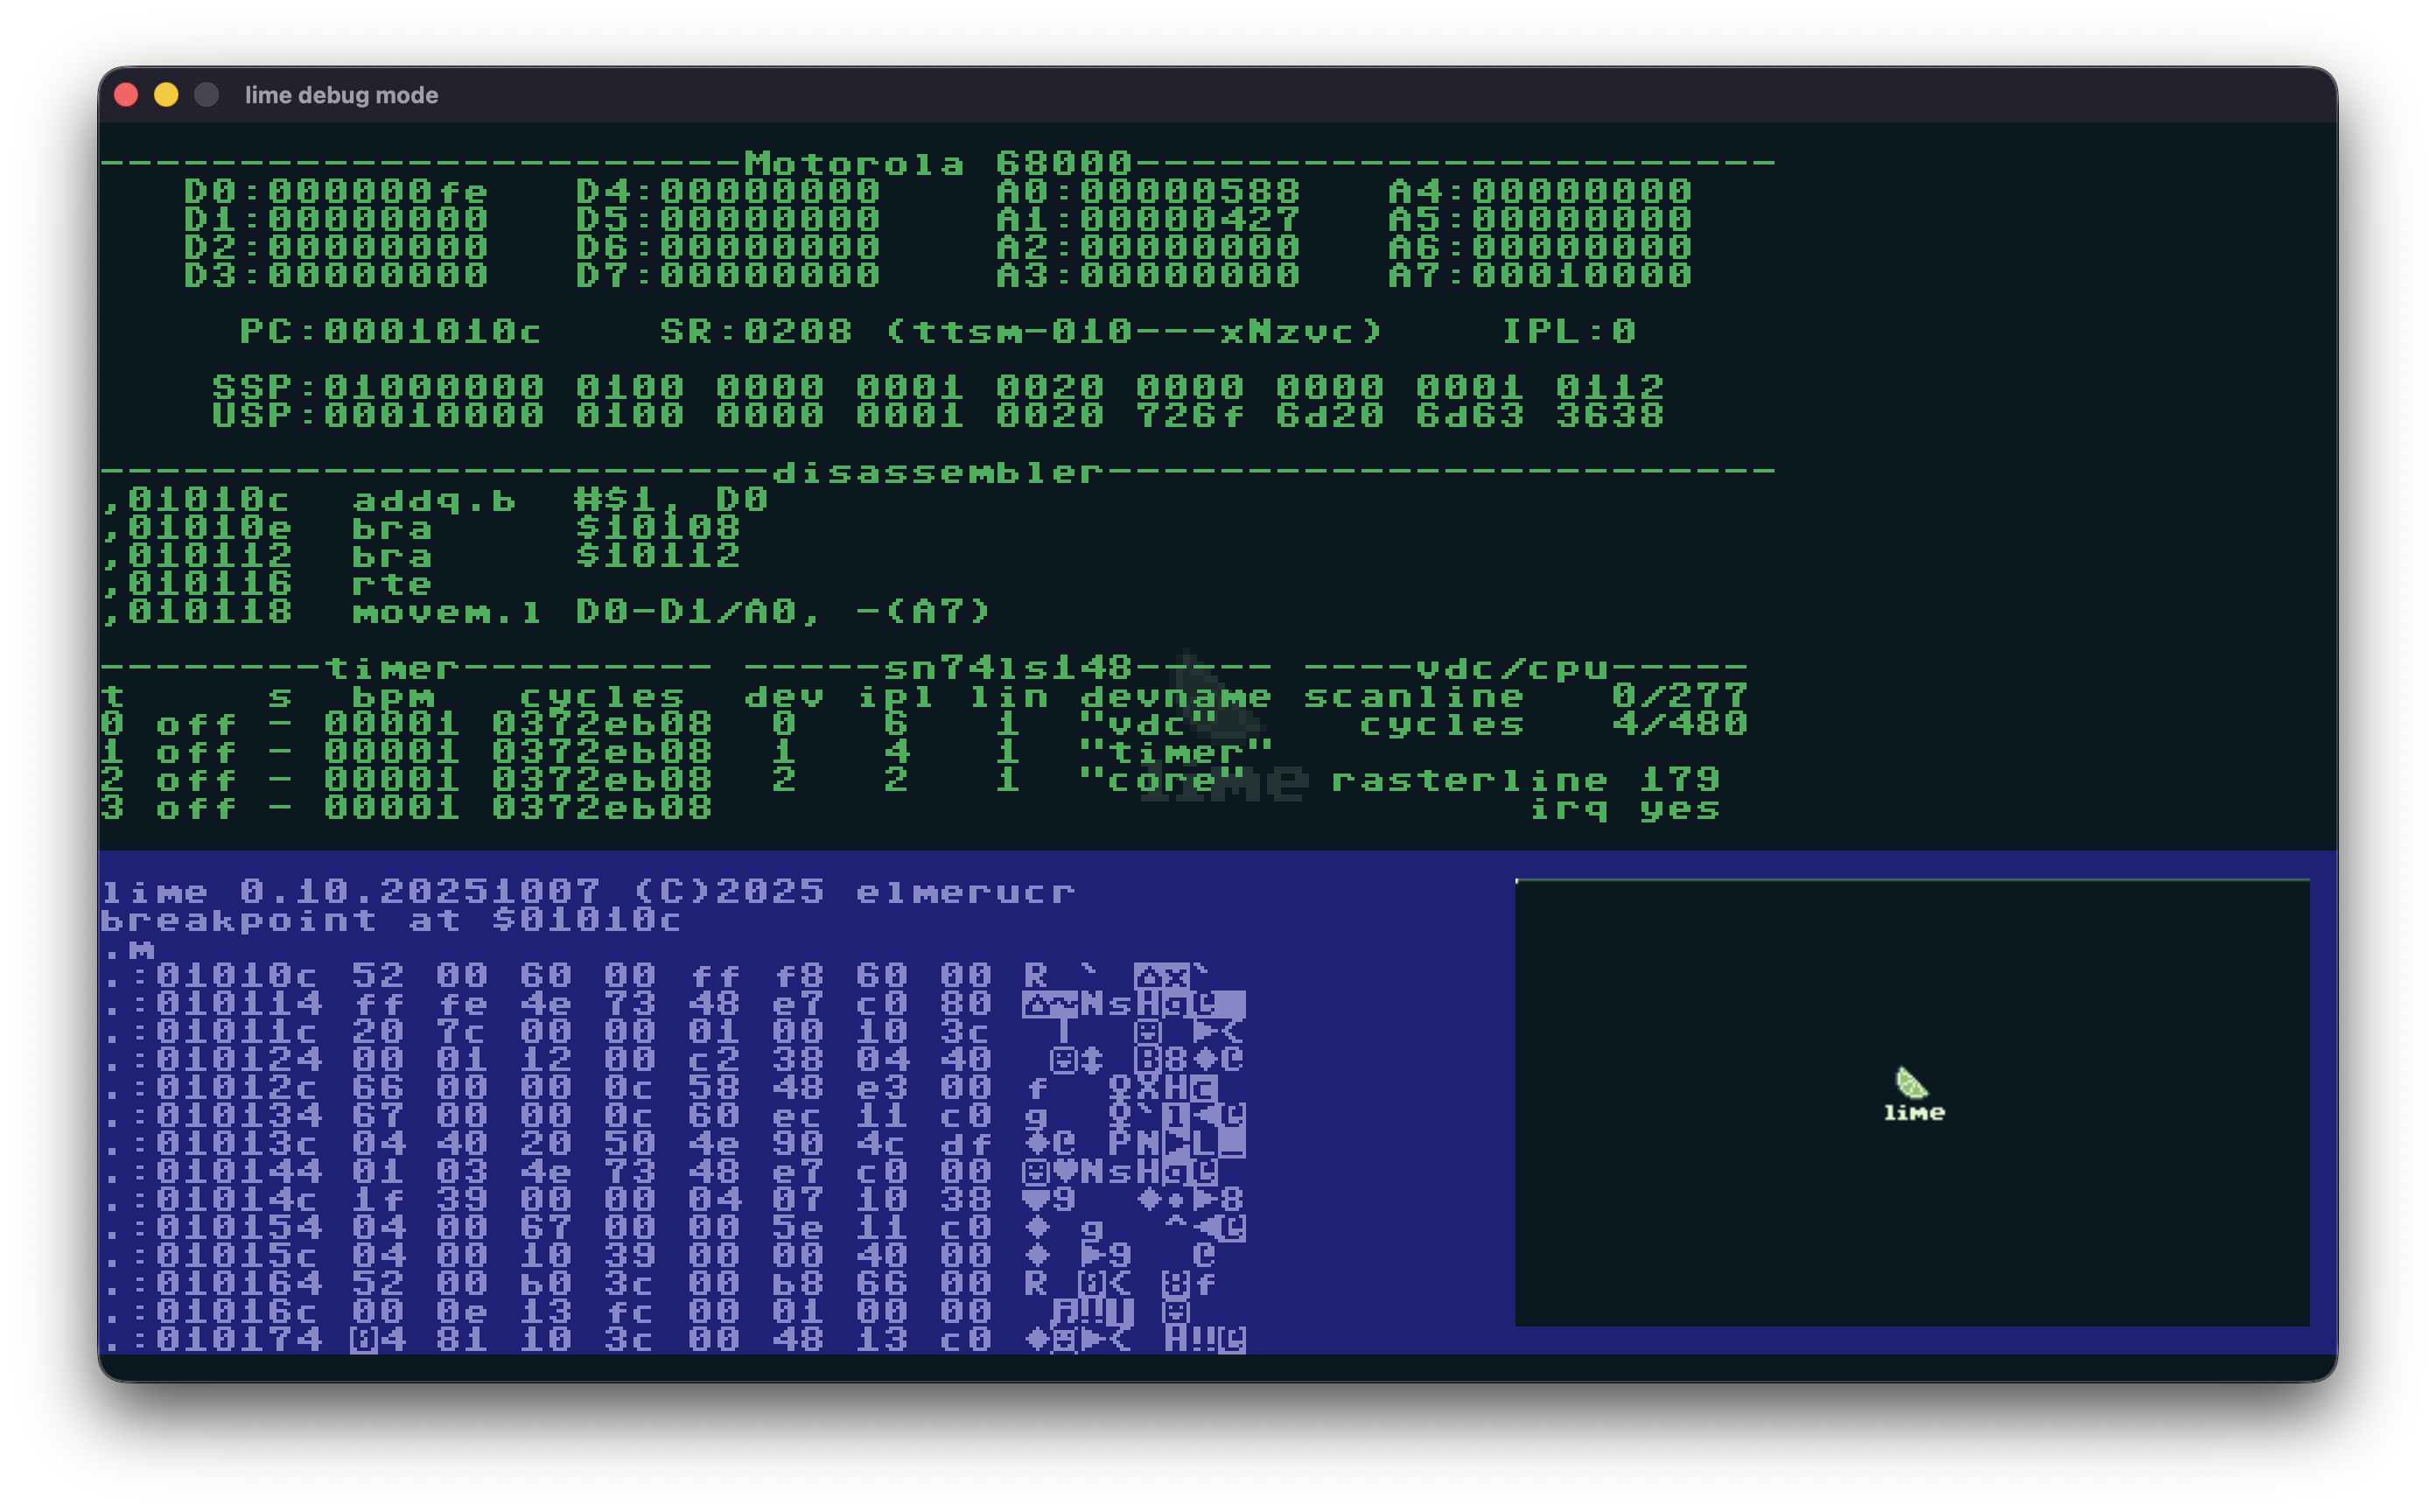 lime debug mode
-----------------------Motorola 68000-----------------------
D0:000000fe   D4:00000000    A0:00000588   A4:00000000
D1:00000000   D5:00000000    A1:00000427   A5:00000000
D2:00000000   D6:00000000    A2:00000000   A6:00000000
D3:00000000   D7:00000000    A3:00000000   A7:00010000
PC:0001010c    SR:0208 (ttsm-010---xNzvc)    IPL:0
SSP:01000000 0100 0000 0001 0020 0000 0000 0001 0112
USP:00010000 0100 0000 0001 0020 726f 6d20 6d63 3638
------------------------disassembler------------------------
,01010c  addq.b  #$1, D0
,01010e  bra     $10108
,010112  bra     $10112
,010116  rte
,010118  movem.l D0-D1/A0, -(A7)
--------timer--------- -----sn74ls148----- ----vdc/cpu-----
t     s  bpm   cycles  dev ipl lin devname scanline   0/277
0 off - 00001 0372eb08  0   6   1  "vdc"     cycles   4/480
1 off - 00001 0372eb08  1   4   1  "timer"
2 off - 00001 0372eb08  2   2   1  "core"   rasterline 179
3 off - 00001 0372eb08                             irq yes
lime
lime 0.10.20251007 (C)2025 elmerucr
breakpoint at $01010c
.m
.:01010c 52 00 60 00 ff f8 60 00 R `
.:010114 ff fe 4e 73 48 e7 c0 80 NsH
.:01011c 20 7c 00 00 01 00 10 3c
.:010124 00 01 12 00 c2 38 04 40
.:01012c 66 00 00 0c 58 48 e3 00 f
.:010134 67 00 00 0c 60 ec 11 c0 g
.:01013c 04 40 20 50 4e 90 4c df
.:010144 01 03 4e 73 48 e7 c0 00
.:01014c 1f 39 00 00 04 07 10 38
.:010154 04 00 67 00 00 5e 11 c0
.:01015c 04 00 10 39 00 00 40 00
.:010164 52 00 b0 3c 00 b8 66 00
.:01016c 00 0e 13 fc 00 01 00 00
.:010174 04 81 10 3c 00 48 13 c0
lime